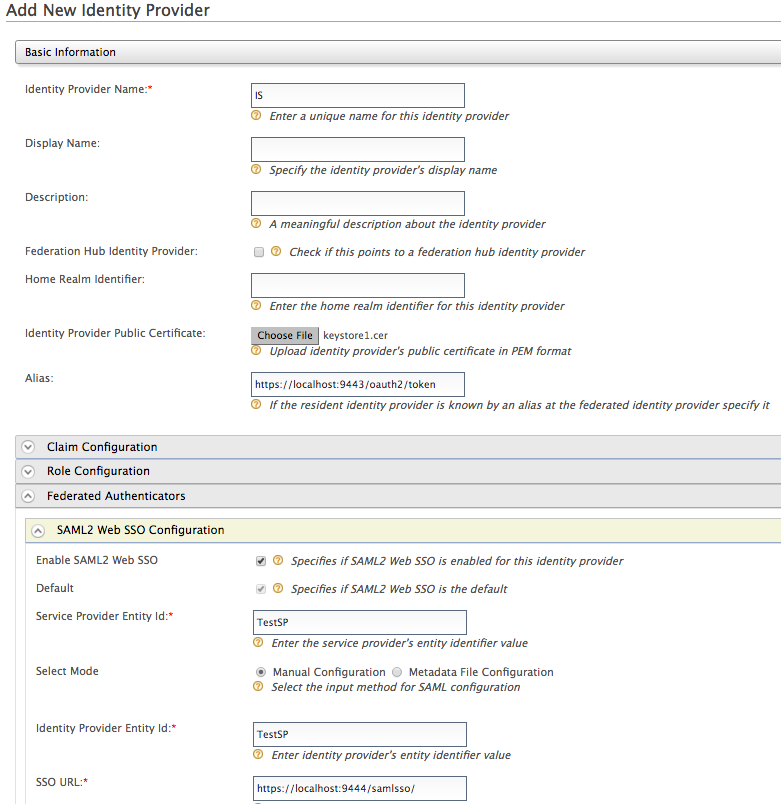 Add New Identity Provider
Basic Information
Identity Provider Name:*
IS
Enter a unique name for this identity provider
Display Name:
Specify the identity provider's display name
Description:
A meaningful description about the identity provider
Federation Hub Identity Provider:
Check if this points to a federation hub identity provider
Home Realm Identifier:
Enter the home realm identifier for this identity provider
Identity Provider Public Certificate:
Choose File keystore1.cer
Upload identity provider's public certificate in PEM format
Alias:
https://localhost:9443/oauth2/token
If the resident identity provider is known by an alias at the federated identity provider specify it
Claim Configuration
Role Configuration
Federated Authenticators
SAML2 Web SSO Configuration
Enable SAML2 Web SSO
Specifies if SAML2 Web SSO is enabled for this identity provider
Default
Specifies if SAML2 Web SSO is the default
Service Provider Entity Id:*
TestSP
Enter the service provider's entity identifier value
Select Mode
Manual Configuration Metadata File Configuration
Select the input method for SAML configuration
Identity Provider Entity Id:*
TestSP
Enter identity provider's entity identifier value
SSO URL:*
https://localhost:9444/samlsso/